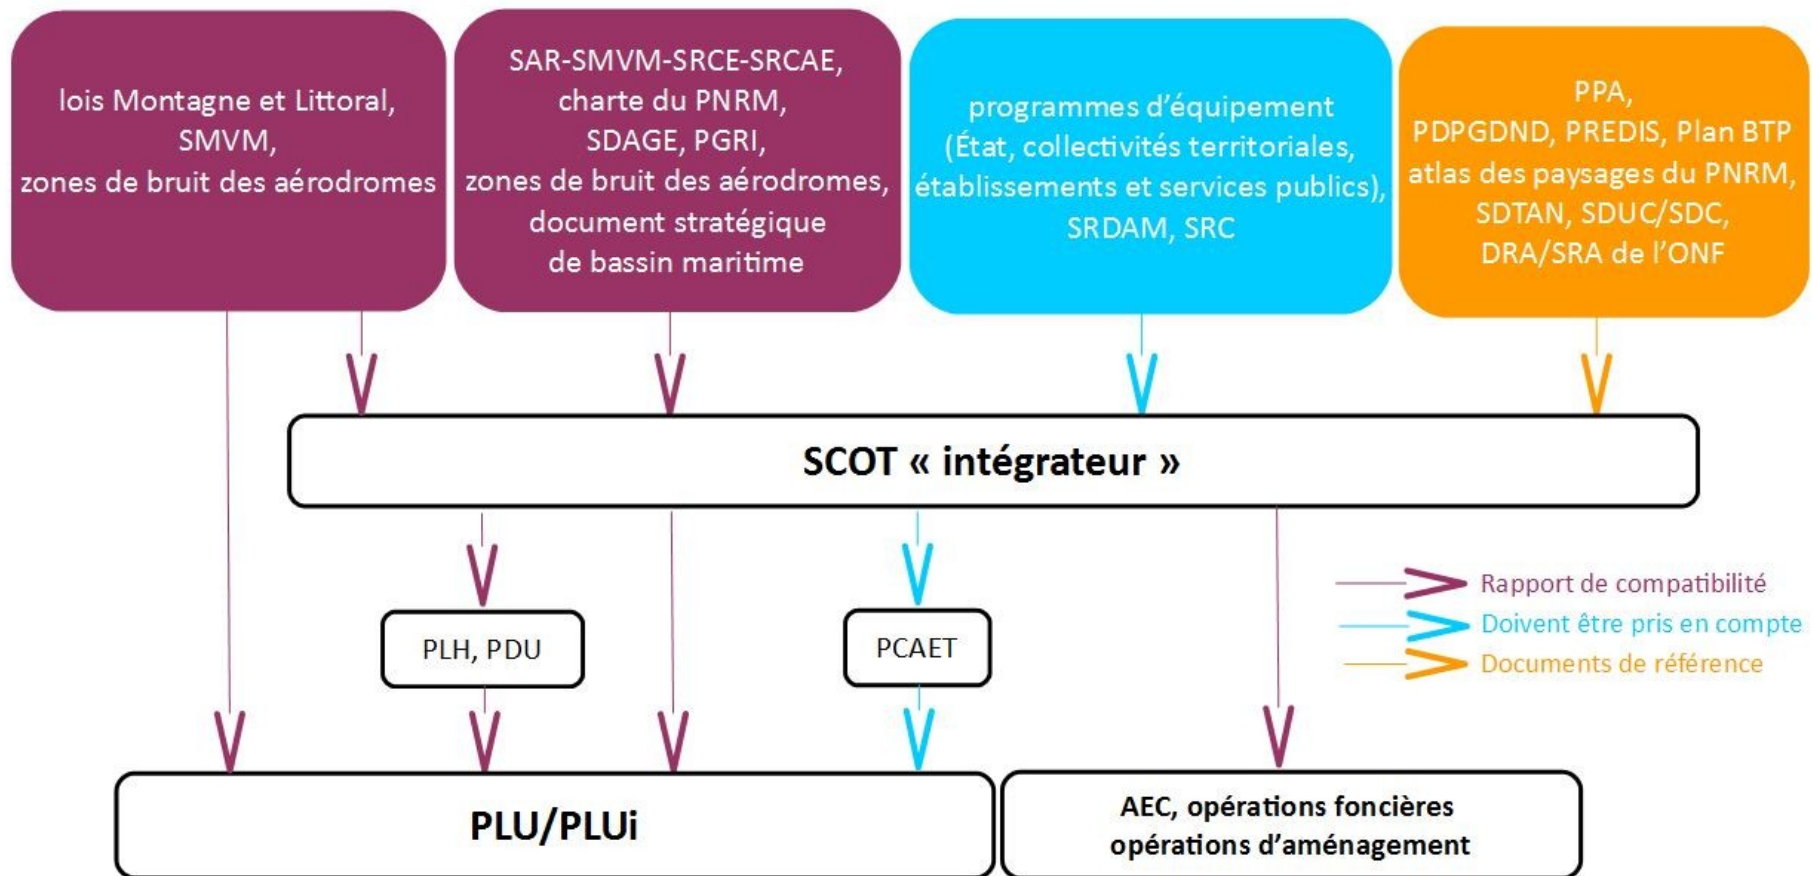 lois Montagne et Littoral,
SMVM,
zones de bruit des aérodromes
SAR-SMVM-SRCE-SRCAE,
charte du PNRM,
SDAGE, PGRI,
zones de bruit des aérodromes,
document stratégique
de bassin maritime
programmes d’équipement
(État, collectivités territoriales,
établissements et services publics),
SRDAM, SRC
PPA,
PDPGDND, PREDIS, Plan BTP
atlas des paysages du PNRM,
SDTAN, SDUC/SDC,
DRA/SRA de l’ONF
SCOT « intégrateur »
PLH, PDU
PCAET
Rapport de compatibilité
Doivent être pris en compte
Documents de référence
PLU/PLUi
AEC, opérations foncières
opérations d’aménagement